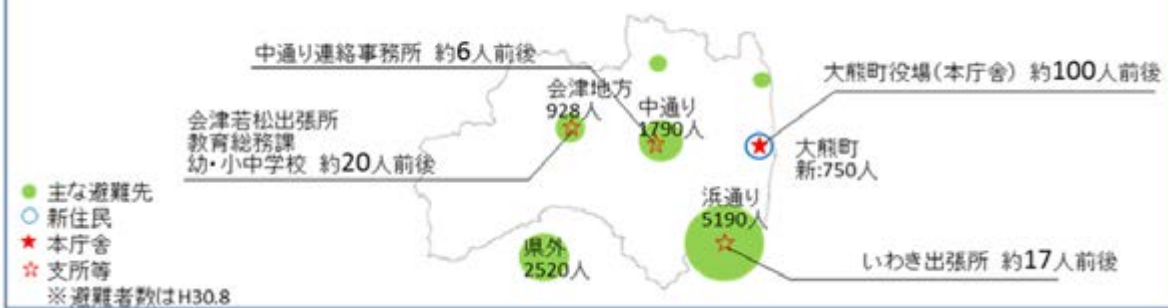 中通り連絡事務所 約6人前後
大熊町役場(本庁舎) 約100人前後
会津地方
928人
中通り
1790人
会津若松出張所
教育総務課
幼・小中学校 約20人前後
大熊町
新:750人
主な避難先
新住民
本庁舎
支所等
※避難者数はH30.8
浜通り
5190人
県外
2520人
いわき出張所 約17人前後